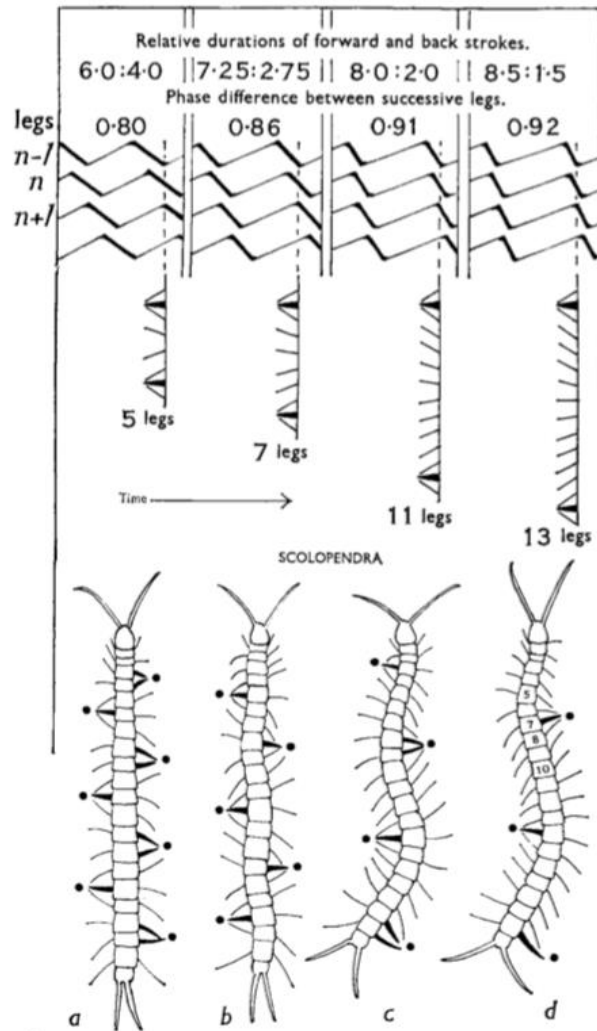 Relative durations of forward and back strokes.
6·0:4·0 7·25:2·75 8·0:2·0 8·5:1·5
Phase difference between successive legs.
legs 0·80 0·86 0·91 0·92
n-1
n
n+1
5 legs
7 legs
11 legs
13 legs
Time
SCOLOPENDRA
5
7
8
10
a b c d